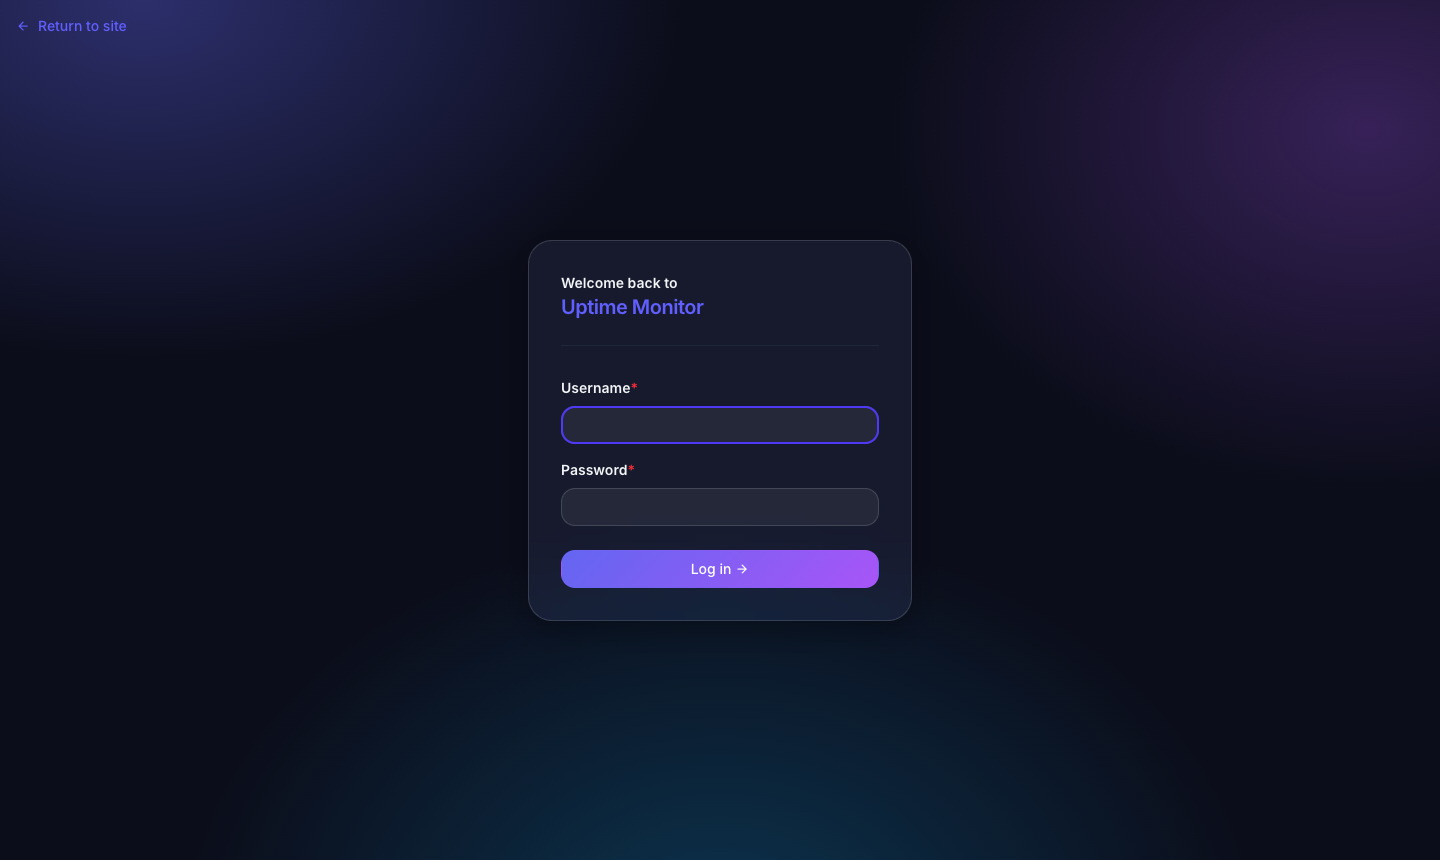 ← Return to site
Welcome back to
Uptime Monitor
Username*
Password*
Log in →